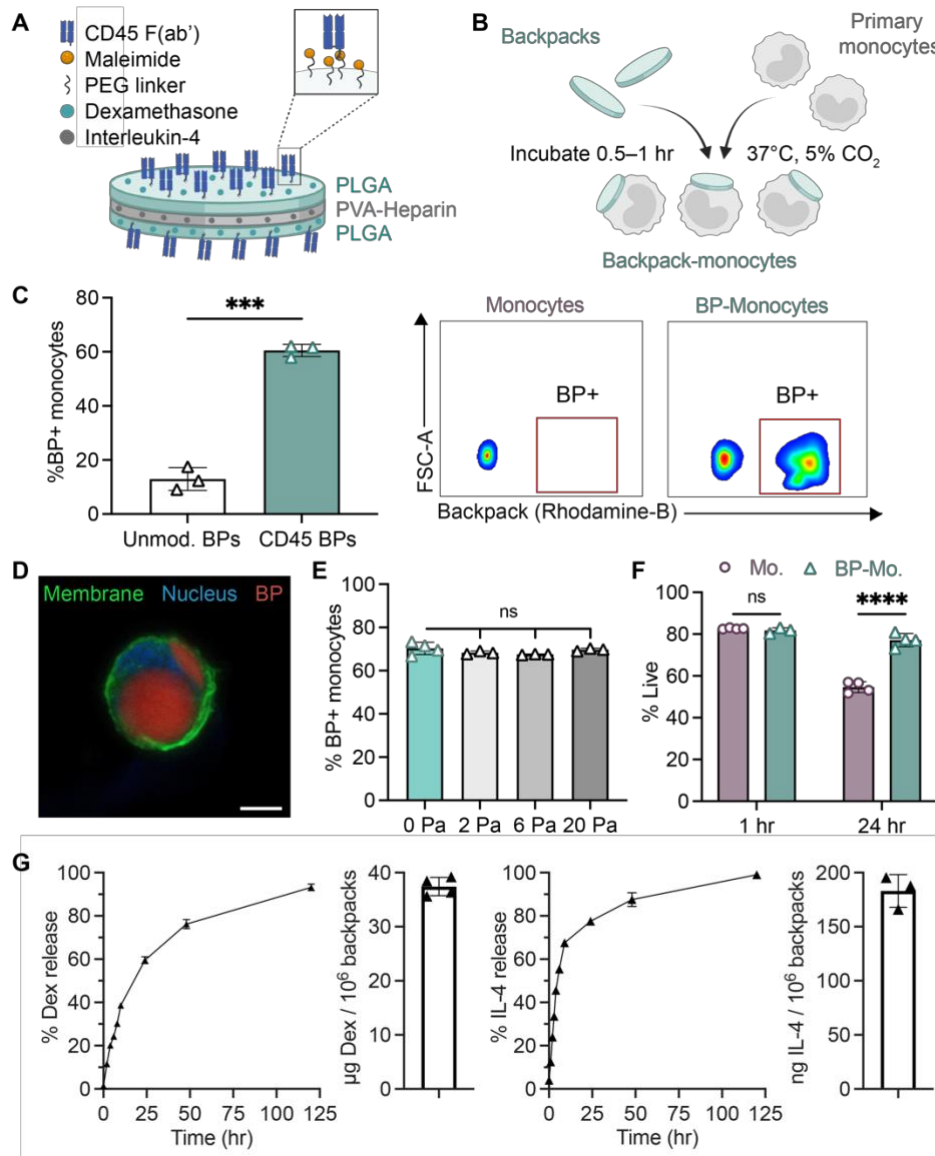 A
CD45 F(ab')
Maleimide
PEG linker
Dexamethasone
Interleukin-4
PLGA
PVA-Heparin
PLGA
B
Backpacks
Primary
monocytes
Incubate 0.5–1 hr
37°C, 5% CO2
Backpack-monocytes
C
%BP+ monocytes
80
60
40
20
0
***
Unmod. BPs
CD45 BPs
Monocytes
BP-Monocytes
BP+
BP+
FSC-A
Backpack (Rhodamine-B)
D
Membrane Nucleus BP
E
% BP+ monocytes
100
80
60
40
20
0
ns
0 Pa 2 Pa 6 Pa 20 Pa
F
Mo. BP-Mo.
% Live
100
80
60
40
20
0
ns
****
1 hr
24 hr
G
% Dex release
100
80
60
40
20
0
0 25 50 75 100 125
Time (hr)
µg Dex / 10⁶ backpacks
40
30
20
10
0
% IL-4 release
100
80
60
40
20
0
0 25 50 75 100 125
Time (hr)
ng IL-4 / 10⁶ backpacks
200
150
100
50
0